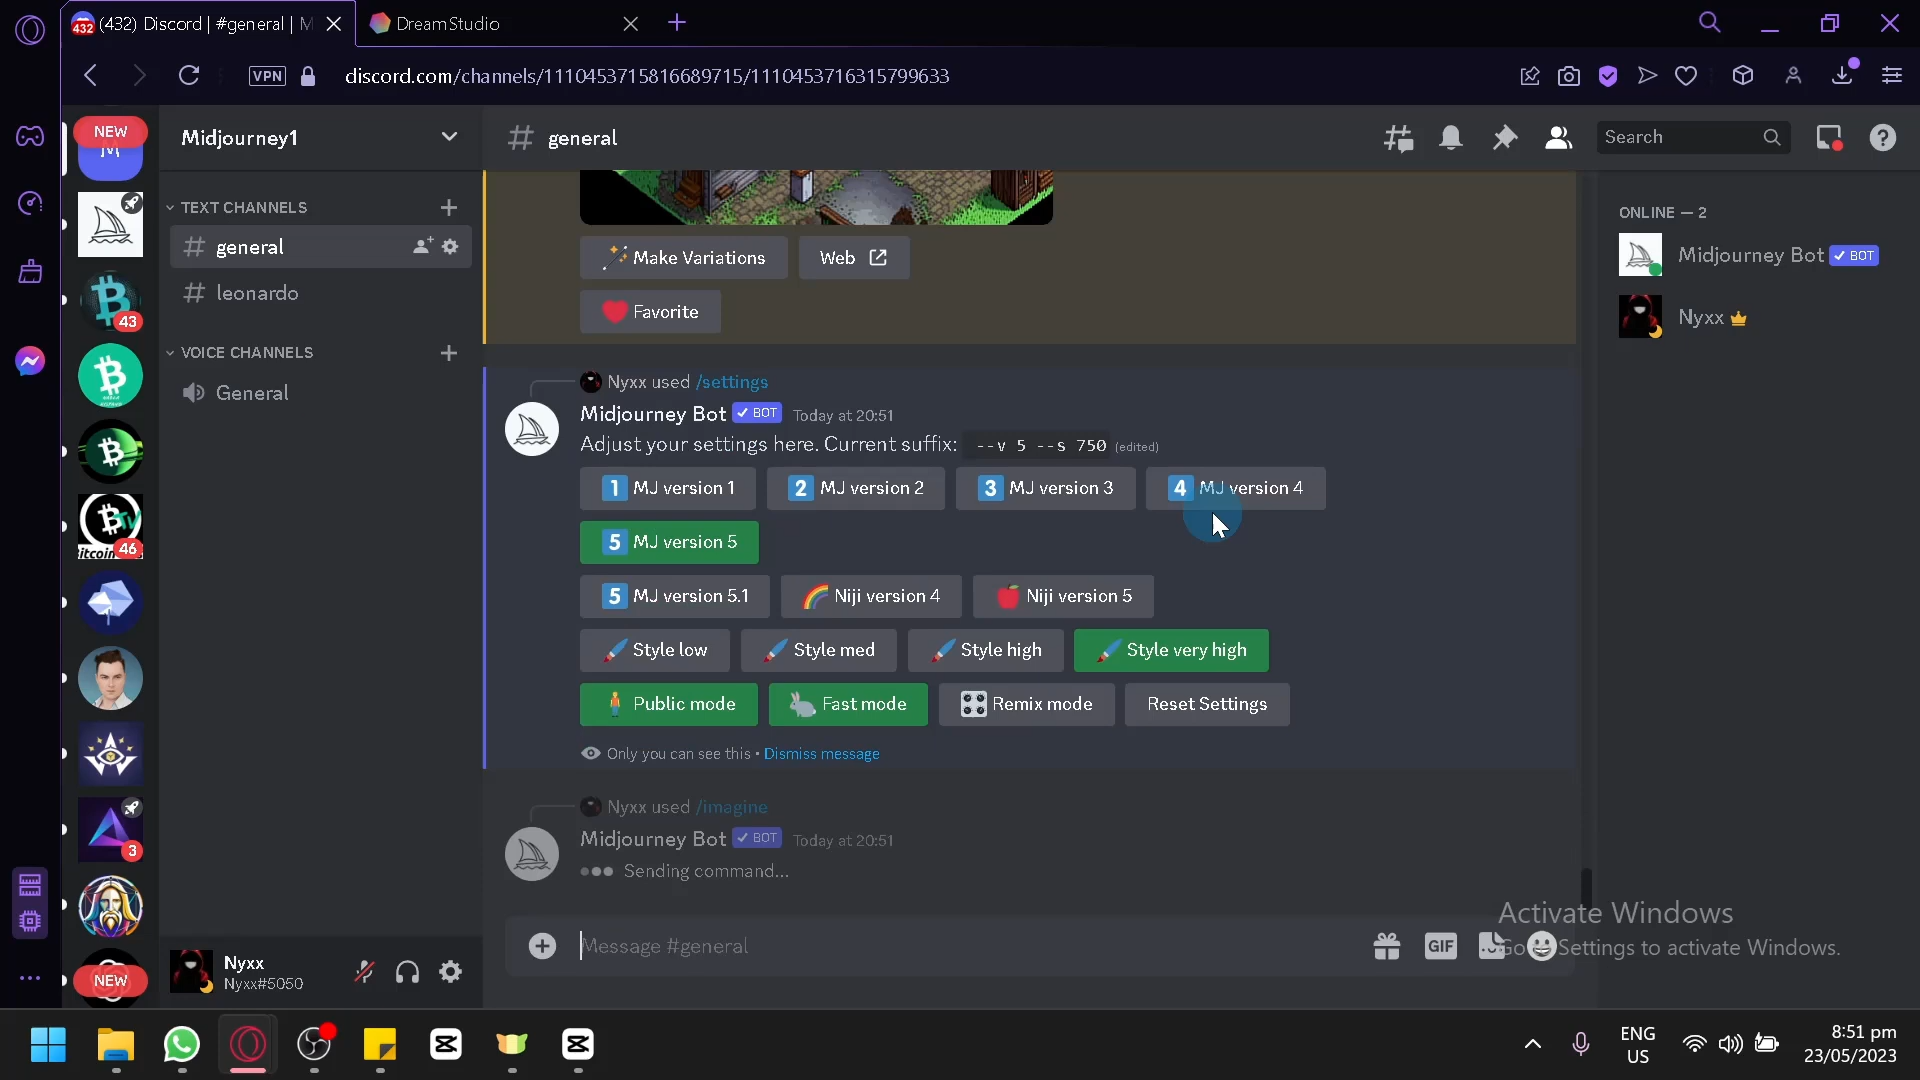 432 (432) Discord | #general | M
DreamStudio
VPN discord.com/channels/1110453715816689715/1110453716315799633
NEW
M
Midjourney1
general
Search
TEXT CHANNELS
general
leonardo
VOICE CHANNELS
General
43
46
3
NEW
Make Variations
Web
Favorite
Nyxx used /settings
Midjourney Bot ✓ BOT Today at 20:51
Adjust your settings here. Current suffix: --v 5 --s 750 (edited)
1 MJ version 1
2 MJ version 2
3 MJ version 3
4 MJ version 4
5 MJ version 5
5 MJ version 5.1
Niji version 4
Niji version 5
Style low
Style med
Style high
Style very high
Public mode
Fast mode
Remix mode
Reset Settings
Only you can see this • Dismiss message
Nyxx used /imagine
Midjourney Bot ✓ BOT Today at 20:51
Sending command...
Message #general
GIF
ONLINE — 2
Midjourney Bot ✓ BOT
Nyxx
Nyxx
Nyxx#5050
Activate Windows
Settings to activate Windows.
ENG
US
8:51 pm
23/05/2023